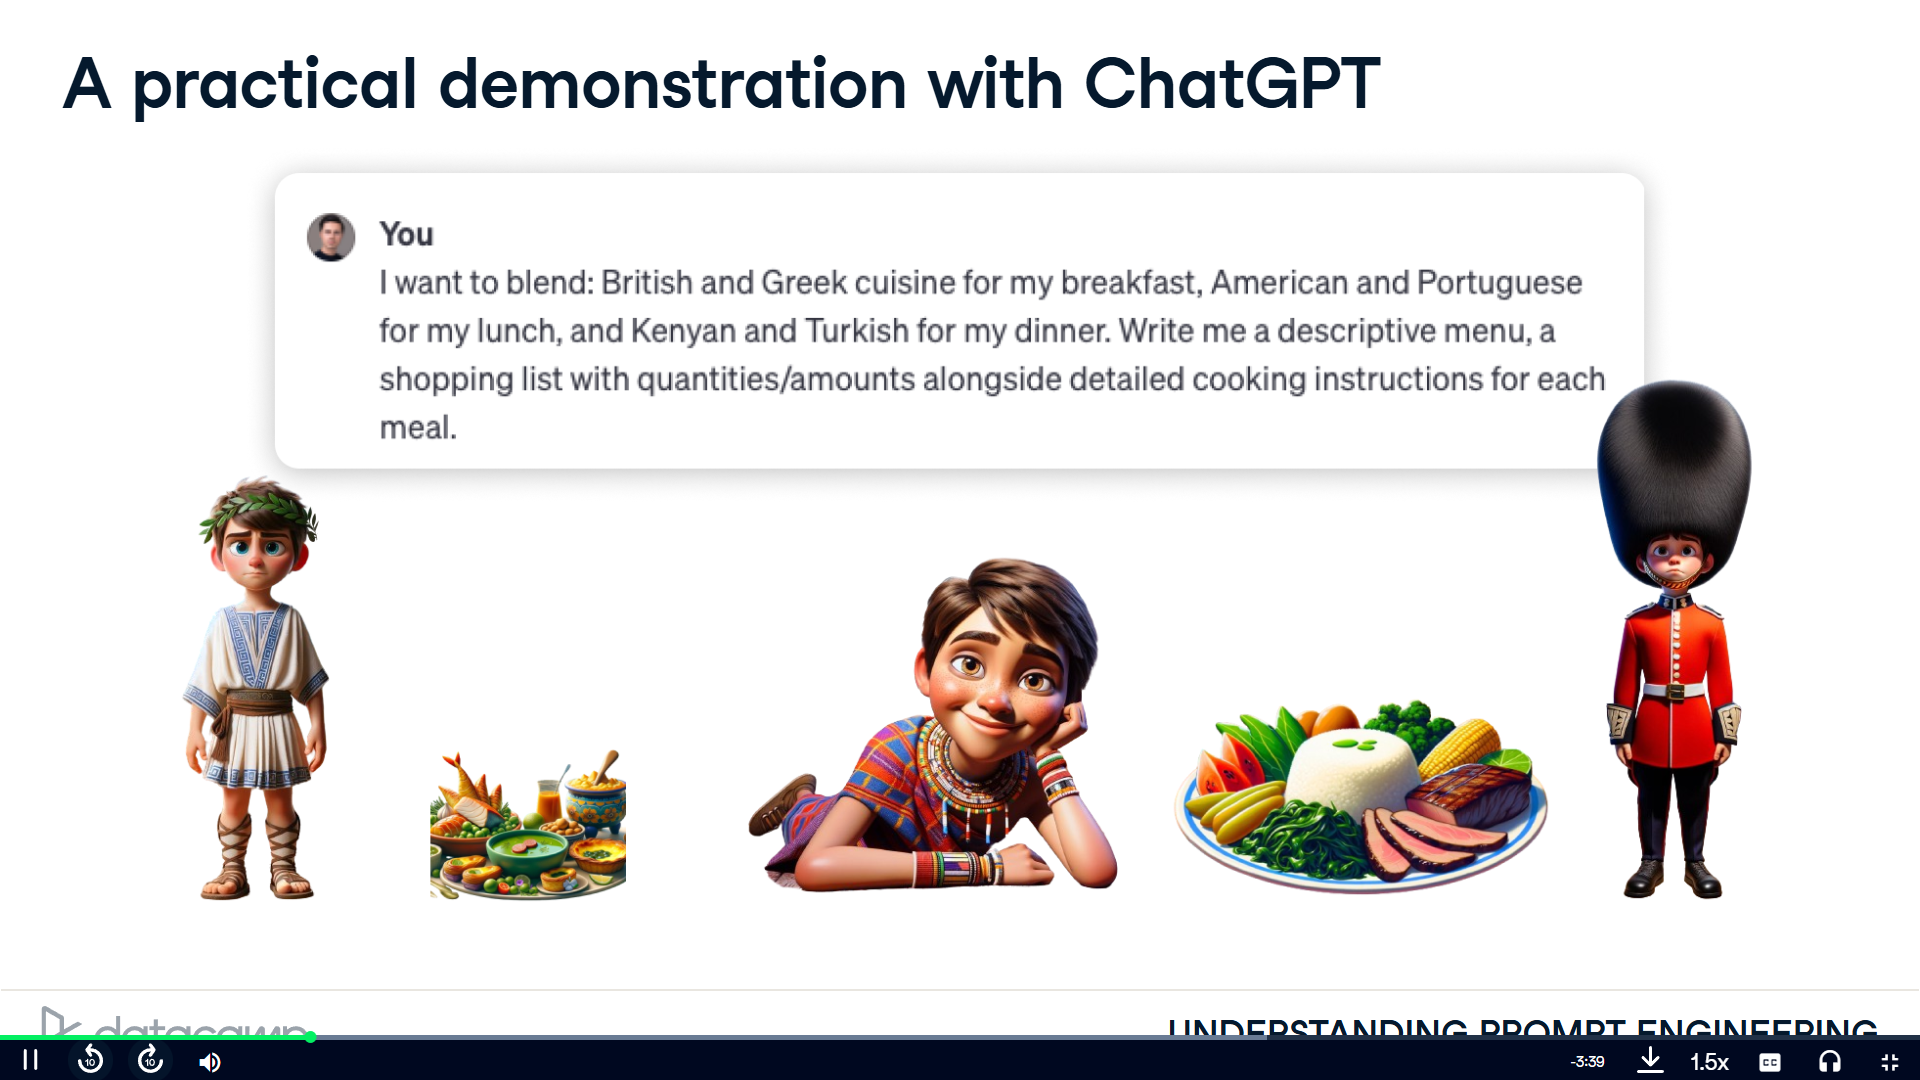 A practical demonstration with ChatGPT
You
I want to blend: British and Greek cuisine for my breakfast, American and Portuguese
for my lunch, and Kenyan and Turkish for my dinner. Write me a descriptive menu, a
shopping list with quantities/amounts alongside detailed cooking instructions for each
meal.
datacamp
UNDERSTANDING PROMPT ENGINEERING
10
10
-3:39
1.5x
CC